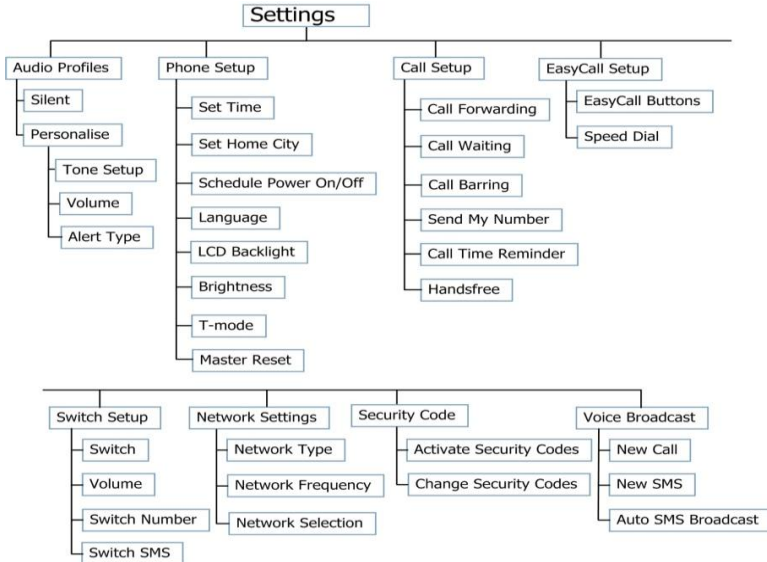 Settings
Audio Profiles
Silent
Personalise
Tone Setup
Volume
Alert Type
Phone Setup
Set Time
Set Home City
Schedule Power On/Off
Language
LCD Backlight
Brightness
T-mode
Master Reset
Call Setup
Call Forwarding
Call Waiting
Call Barring
Send My Number
Call Time Reminder
Handsfree
EasyCall Setup
EasyCall Buttons
Speed Dial
Switch Setup
Switch
Volume
Switch Number
Switch SMS
Network Settings
Network Type
Network Frequency
Network Selection
Security Code
Activate Security Codes
Change Security Codes
Voice Broadcast
New Call
New SMS
Auto SMS Broadcast